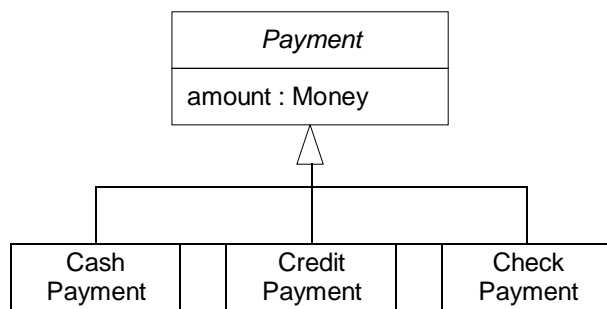 Payment
amount : Money
Cash
Payment
Credit
Payment
Check
Payment